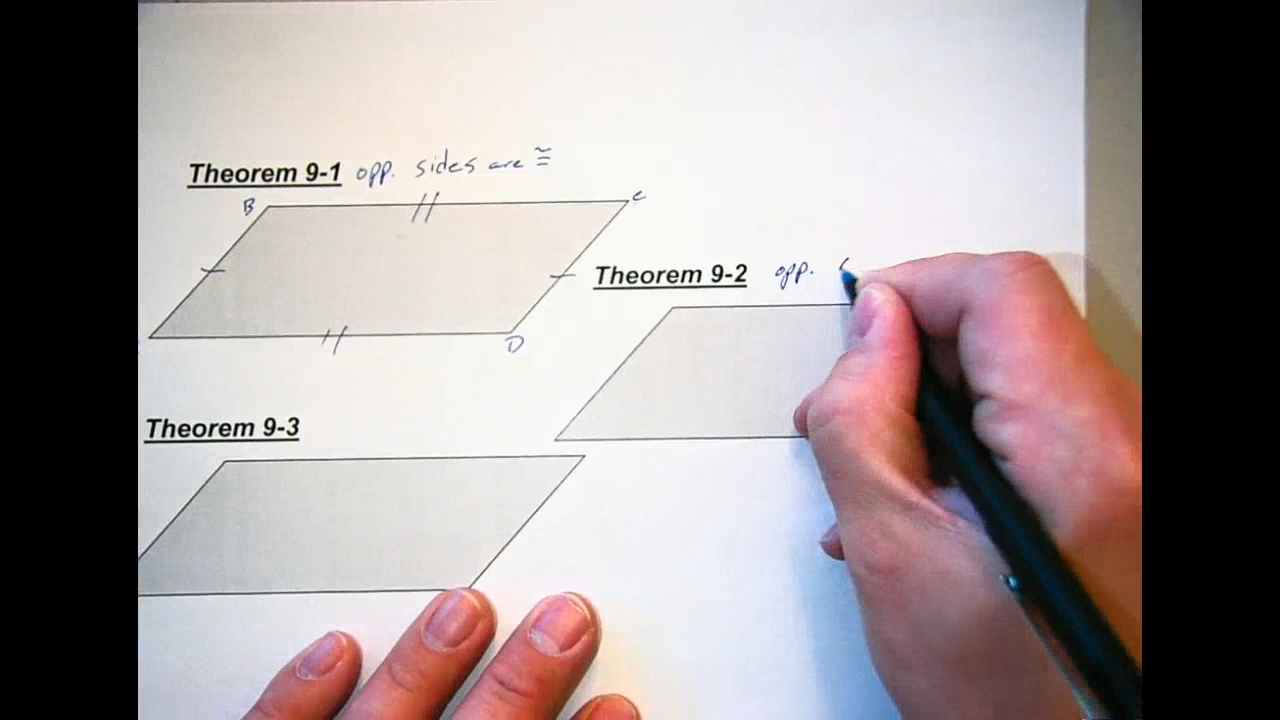 Theorem 9-1 opp. sides are ≅
B
C
Theorem 9-2 opp.
D
Theorem 9-3